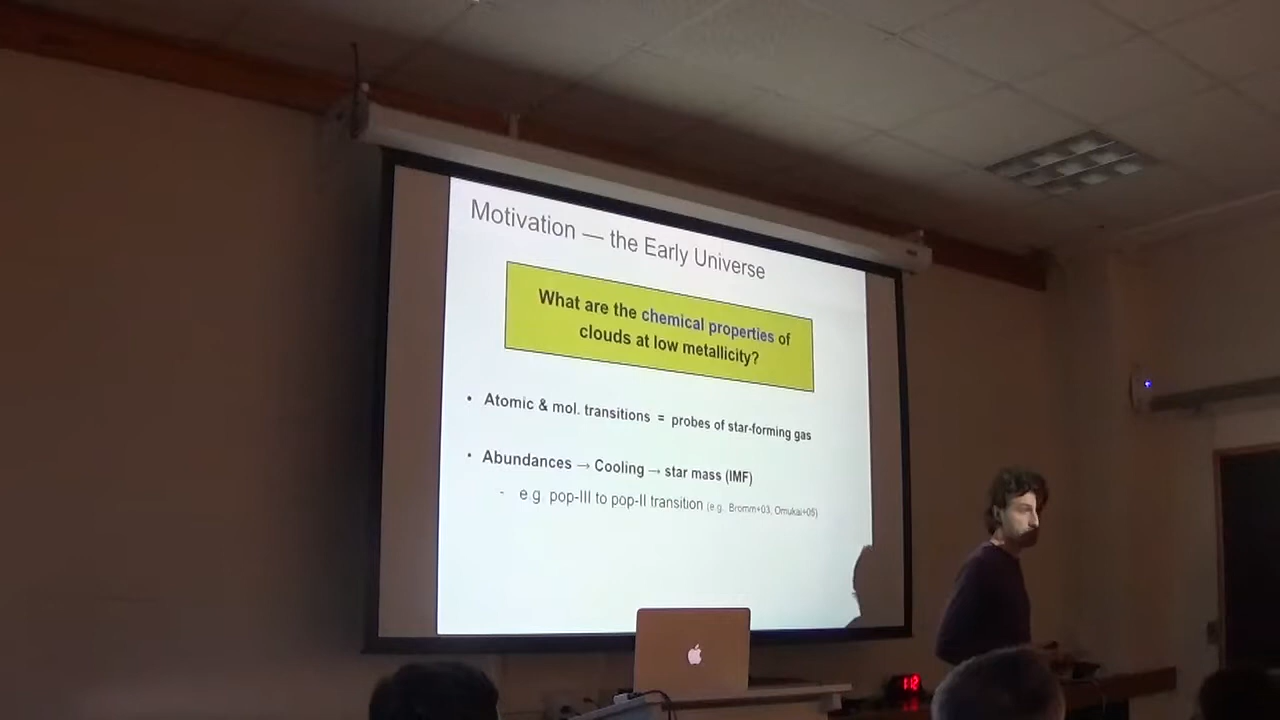 Motivation — the Early Universe
What are the chemical properties of
clouds at low metallicity?
• Atomic & mol. transitions = probes of star-forming gas
• Abundances → Cooling → star mass (IMF)
- e.g. pop-III to pop-II transition (e.g. Bromm+03, Omukai+05)